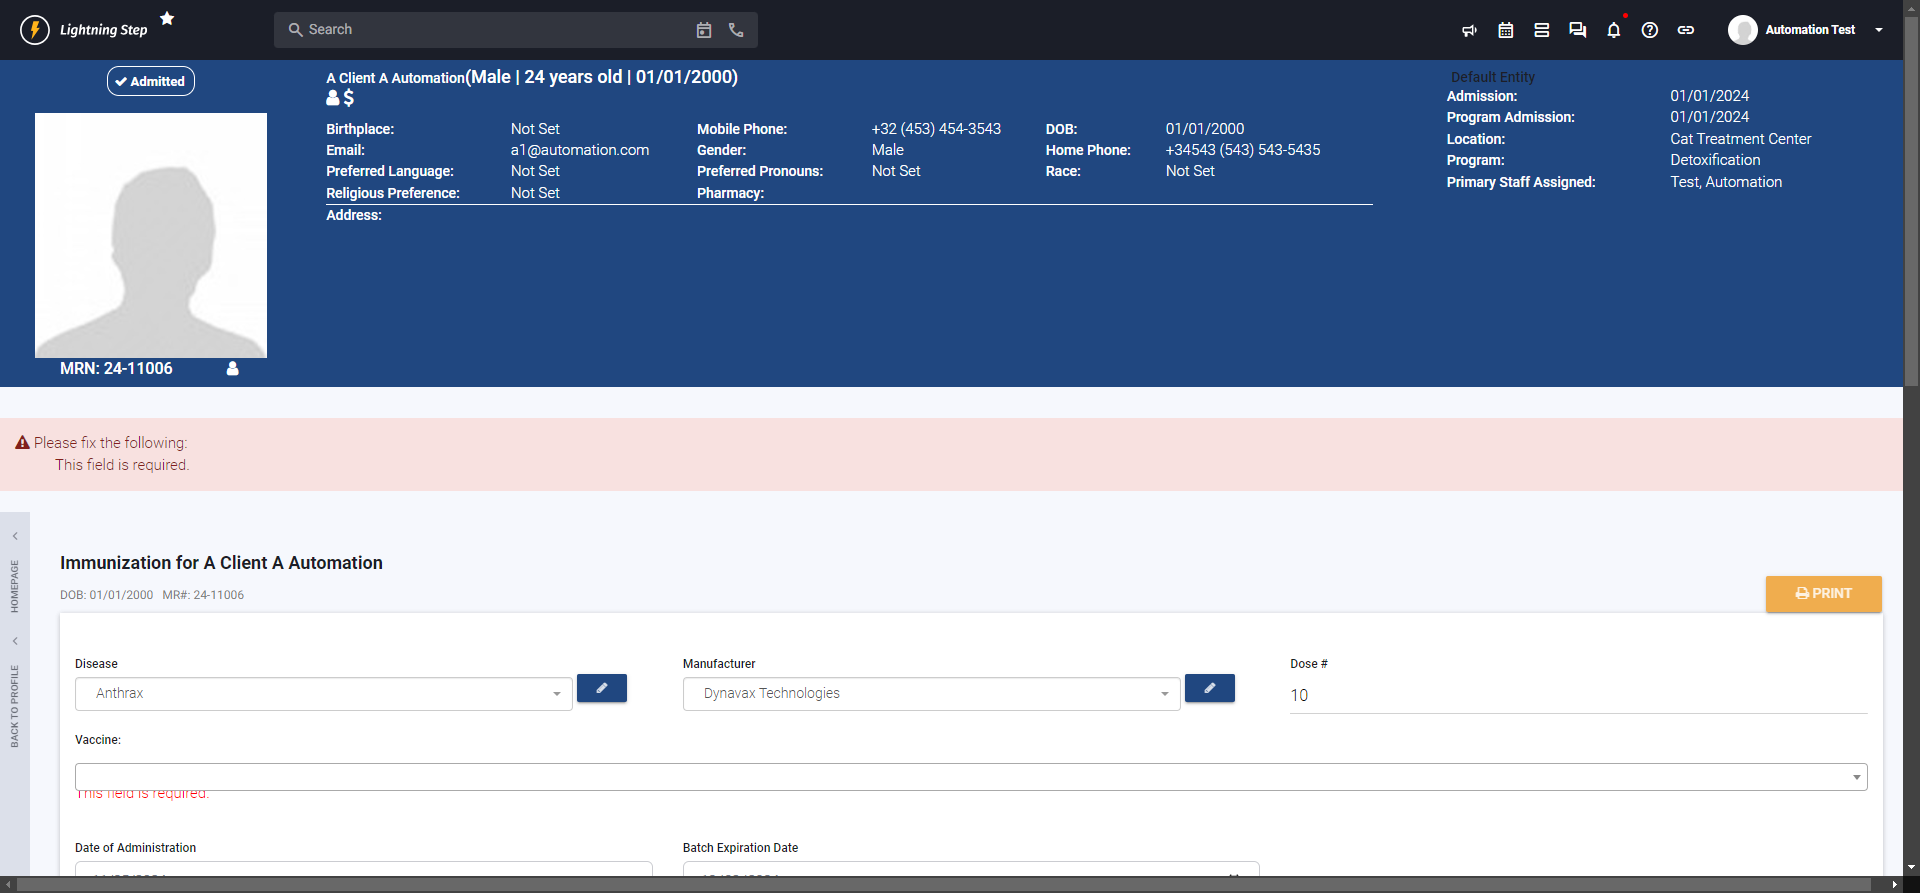 Lightning Step
Search
Automation Test
Admitted
A Client A Automation(Male | 24 years old | 01/01/2000)
Default Entity
Birthplace: Not Set Mobile Phone: +32 (453) 454-3543 DOB: 01/01/2000
Email: a1@automation.com Gender: Male Home Phone: +34543 (543) 543-5435
Preferred Language: Not Set Preferred Pronouns: Not Set Race: Not Set
Religious Preference: Not Set Pharmacy:
Address:
Admission: 01/01/2024
Program Admission: 01/01/2024
Location: Cat Treatment Center
Program: Detoxification
Primary Staff Assigned: Test, Automation
MRN: 24-11006
Please fix the following:
This field is required.
HOMEPAGE
BACK TO PROFILE
Immunization for A Client A Automation
DOB: 01/01/2000 MR#: 24-11006
PRINT
Disease Manufacturer Dose #
Anthrax Dynavax Technologies 10
Vaccine:
This field is required.
Date of Administration Batch Expiration Date